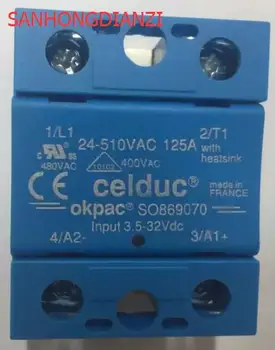 SANHONGDIANZI
1/L1
2/T1
24-510VAC 125A
with heatsink
400VAC
480VAC
celduc®
made in FRANCE
okpac® SO869070
Input 3.5-32Vdc
4/A2-
3/A1+